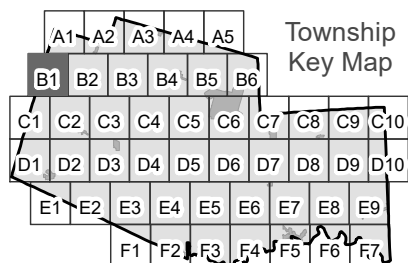 Township
Key Map
A1 A2 A3 A4 A5
B1 B2 B3 B4 B5 B6
C1 C2 C3 C4 C5 C6 C7 C8 C9 C10
D1 D2 D3 D4 D5 D6 D7 D8 D9 D10
E1 E2 E3 E4 E5 E6 E7 E8 E9
F1 F2 F3 F4 F5 F6 F7